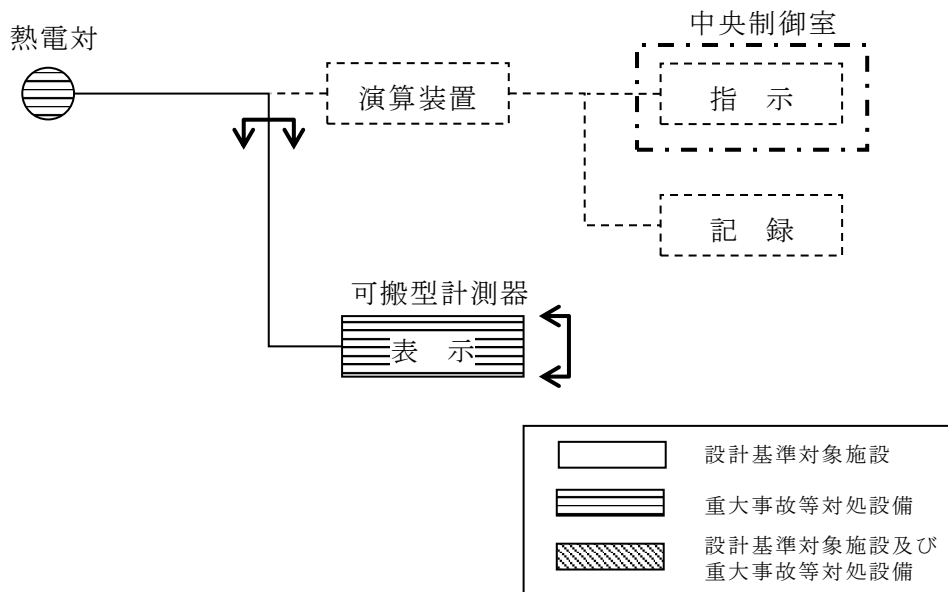 中央制御室
熱電対
演算装置
指　示
記　録
可搬型計測器
表　示
設計基準対象施設
重大事故等対処設備
設計基準対象施設及び
重大事故等対処設備